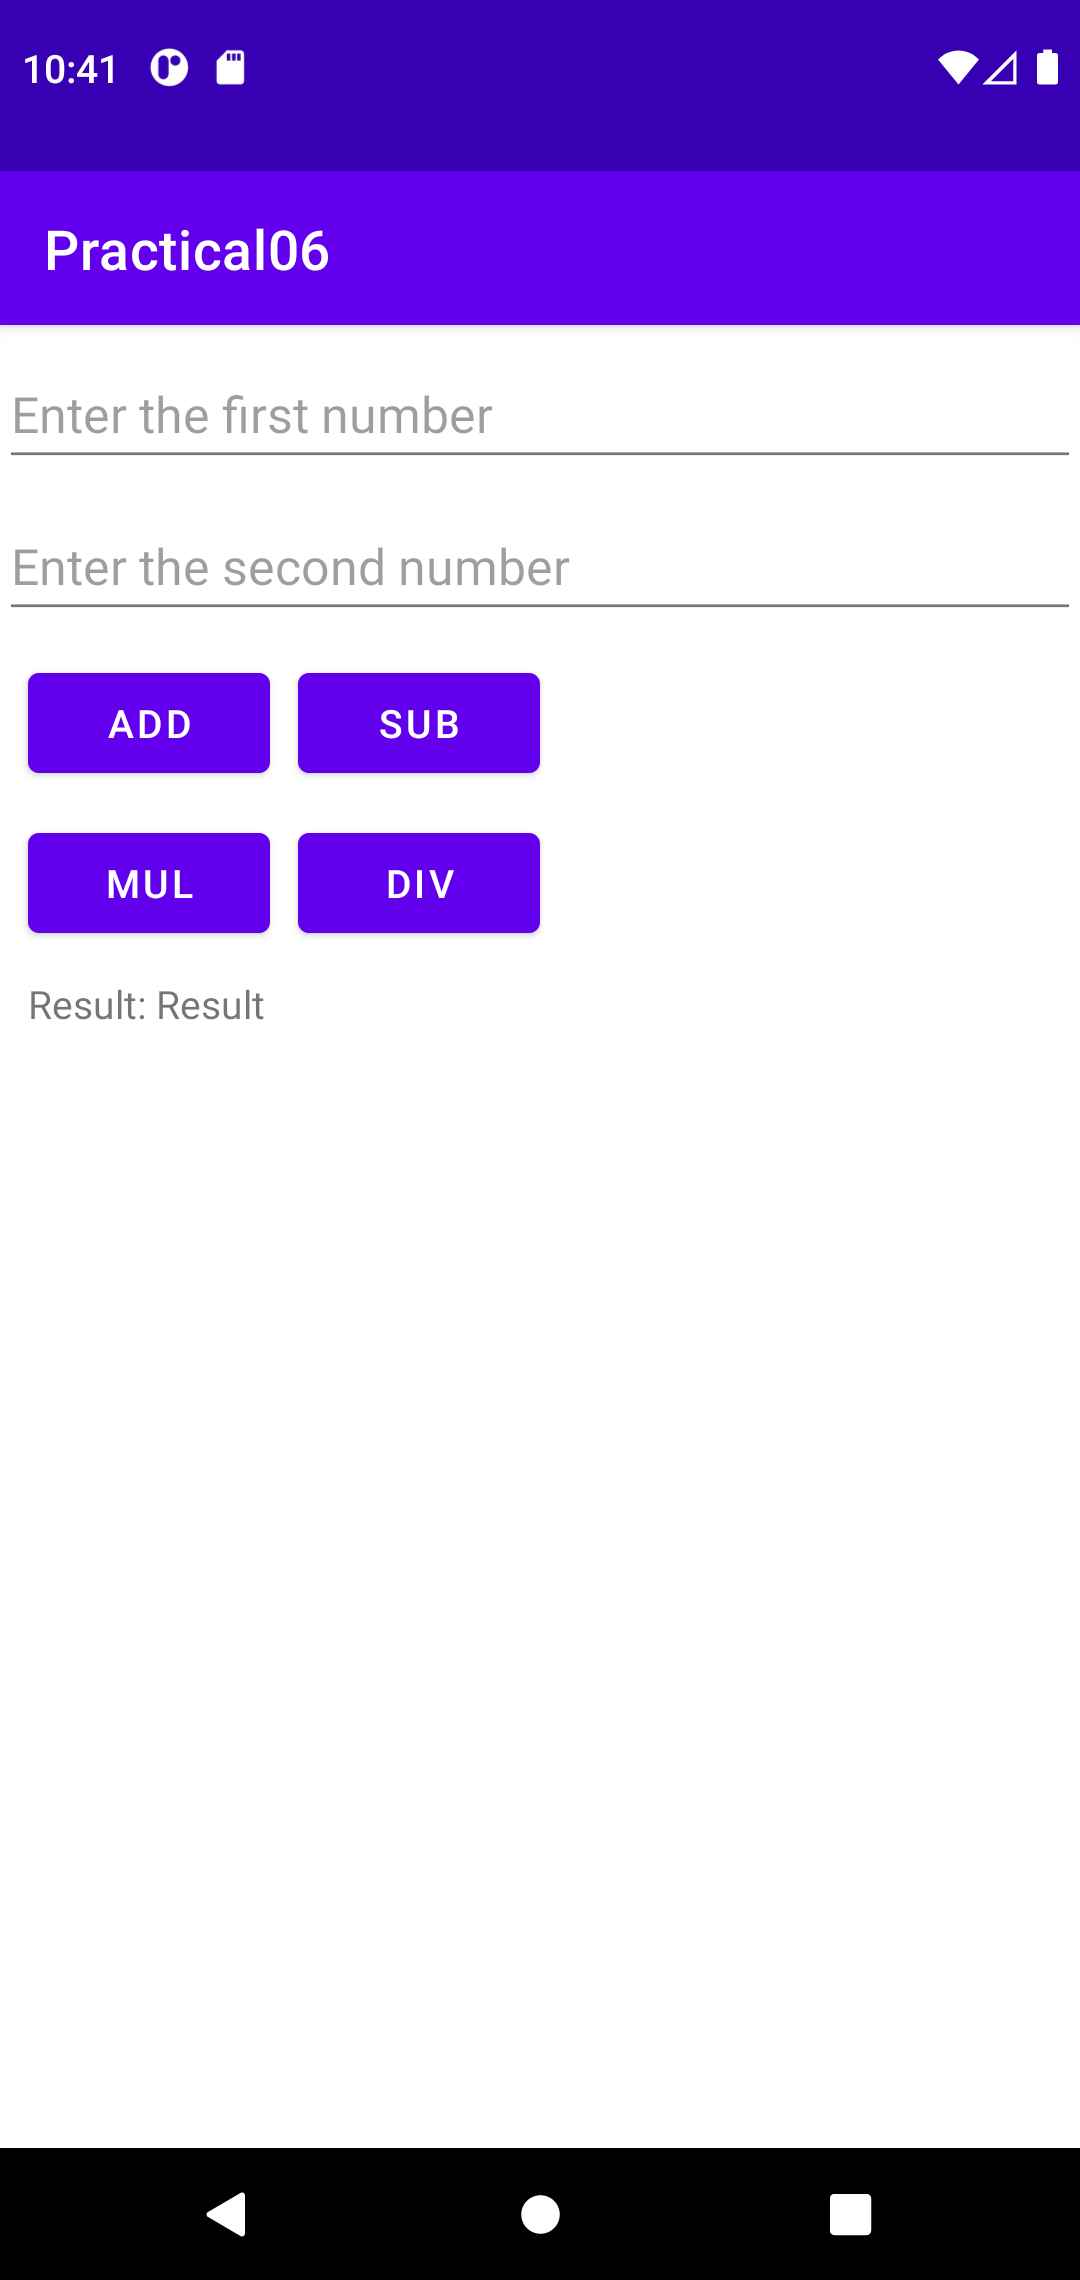 10:41
Practical06
Enter the first number
Enter the second number
ADD SUB
MUL DIV
Result: Result